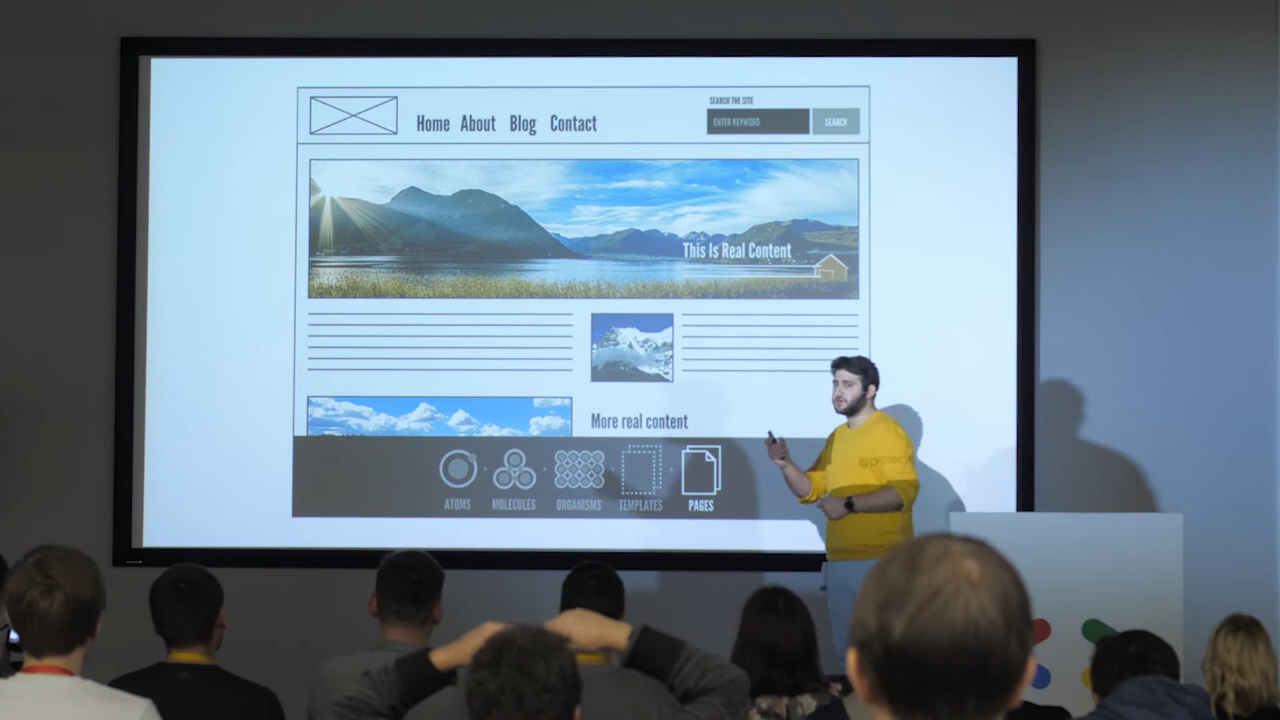 SEARCH THE SITE
Home About Blog Contact
ENTER KEYWORD
SEARCH
This Is Real Content
More real content
ATOMS MOLECULES ORGANISMS TEMPLATES PAGES